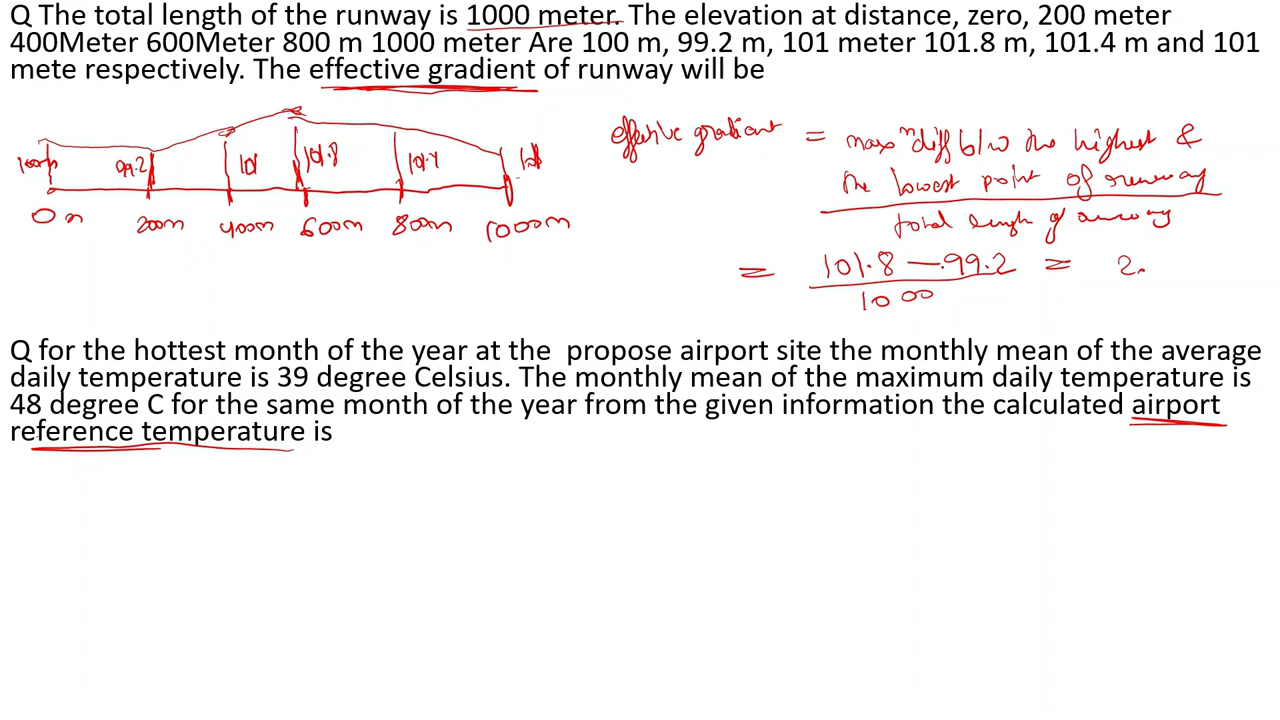 Q The total length of the runway is 1000 meter. The elevation at distance, zero, 200 meter
400Meter 600Meter 800 m 1000 meter Are 100 m, 99.2 m, 101 meter 101.8 m, 101.4 m and 101
mete respectively. The effective gradient of runway will be
effective gradient = maxm diff b/w the highest &
the lowest point of runway
total length of runway
100m 99.2 101 101.8 101.4
0 m 200m 400m 600m 800m 1000m
= 101.8 - 99.2 = 2.
1000
Q for the hottest month of the year at the propose airport site the monthly mean of the average
daily temperature is 39 degree Celsius. The monthly mean of the maximum daily temperature is
48 degree C for the same month of the year from the given information the calculated airport
reference temperature is